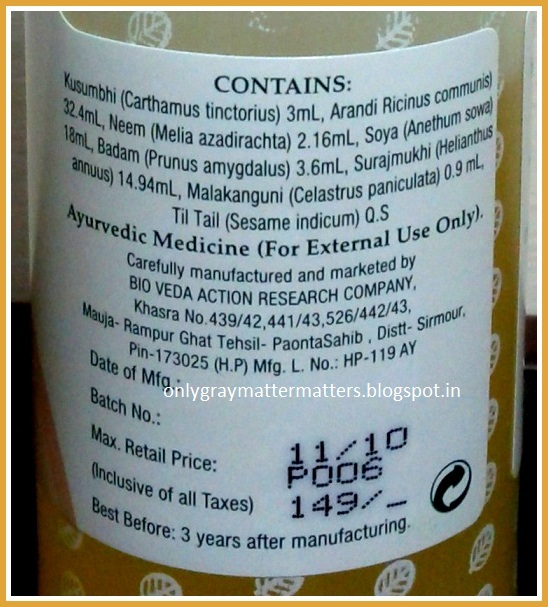 CONTAINS:
Kusumbhi (Carthamus tinctorius) 3mL, Arandi Ricinus communis)
32.4mL, Neem (Melia azadirachta) 2.16mL, Soya (Anethum sowa)
18mL, Badam (Prunus amygdalus) 3.6mL, Surajmukhi (Helianthus
annuus) 14.94mL, Malakanguni (Celastrus paniculata) 0.9 mL,
Til Tail (Sesame indicum) Q.S
Ayurvedic Medicine (For External Use Only).
Carefully manufactured and marketed by
BIO VEDA ACTION RESEARCH COMPANY,
Khasra No.439/42,441/43,526/442/43,
Mauja- Rampur Ghat Tehsil- PaontaSahib , Distt- Sirmour,
Pin-173025 (H.P) Mfg. L. No.: HP-119 AY
Date of Mfg.:
onlygraymattermatters.blogspot.in
Batch No.:
11/10
Max. Retail Price:
P006
(Inclusive of all Taxes)
149/-
Best Before: 3 years after manufacturing.